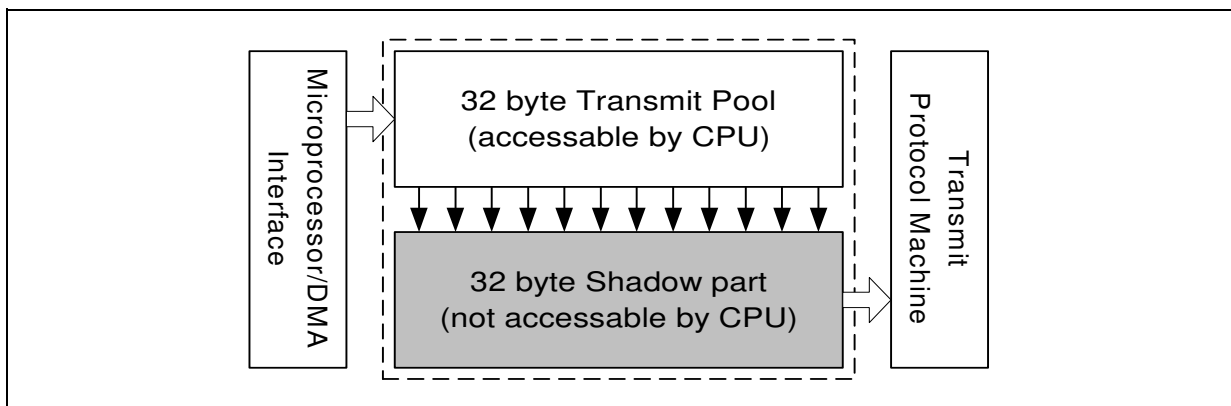 Microprocessor/DMA
Interface
32 byte Transmit Pool
(accessable by CPU)
32 byte Shadow part
(not accessable by CPU)
Transmit
Protocol Machine